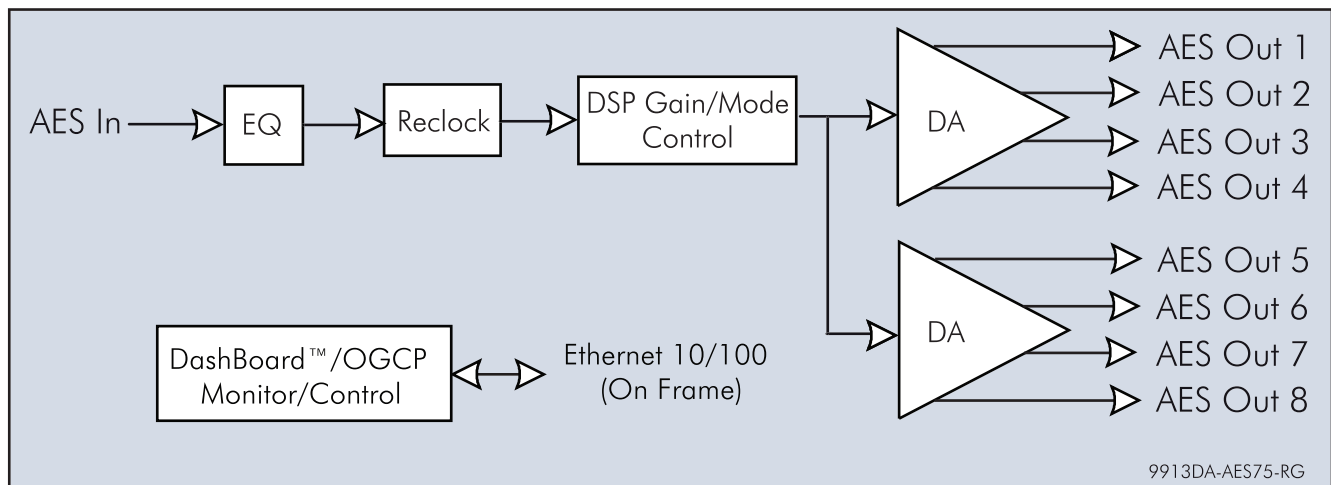 AES In
EQ
Reclock
DSP Gain/Mode
Control
DA
AES Out 1
AES Out 2
AES Out 3
AES Out 4
DA
AES Out 5
AES Out 6
AES Out 7
AES Out 8
DashBoard™/OGCP
Monitor/Control
Ethernet 10/100
(On Frame)
9913DA-AES75-RG